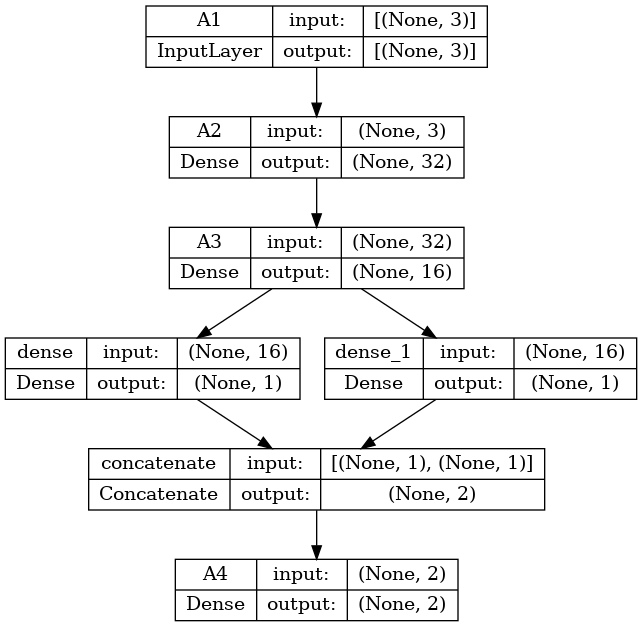 A1 input: [(None, 3)]
InputLayer output: [(None, 3)]
A2 input: (None, 3)
Dense output: (None, 32)
A3 input: (None, 32)
Dense output: (None, 16)
dense input: (None, 16)
Dense output: (None, 1)
dense_1 input: (None, 16)
Dense output: (None, 1)
concatenate input: [(None, 1), (None, 1)]
Concatenate output: (None, 2)
A4 input: (None, 2)
Dense output: (None, 2)